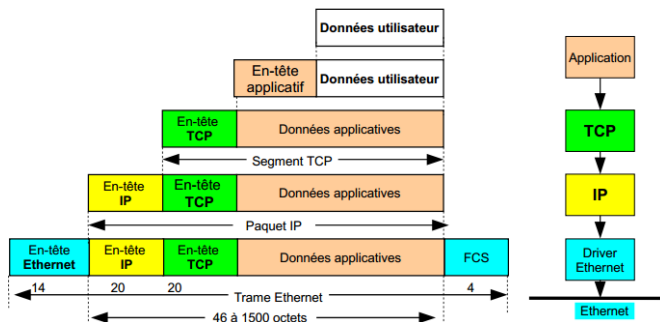 Données utilisateur
En-tête
applicatif
Données utilisateur
En-tête
TCP
Données applicatives
Segment TCP
En-tête
IP
En-tête
TCP
Données applicatives
Paquet IP
En-tête
Ethernet
En-tête
IP
En-tête
TCP
Données applicatives
FCS
14
20
20
4
Trame Ethernet
46 à 1500 octets
Application
TCP
IP
Driver
Ethernet
Ethernet